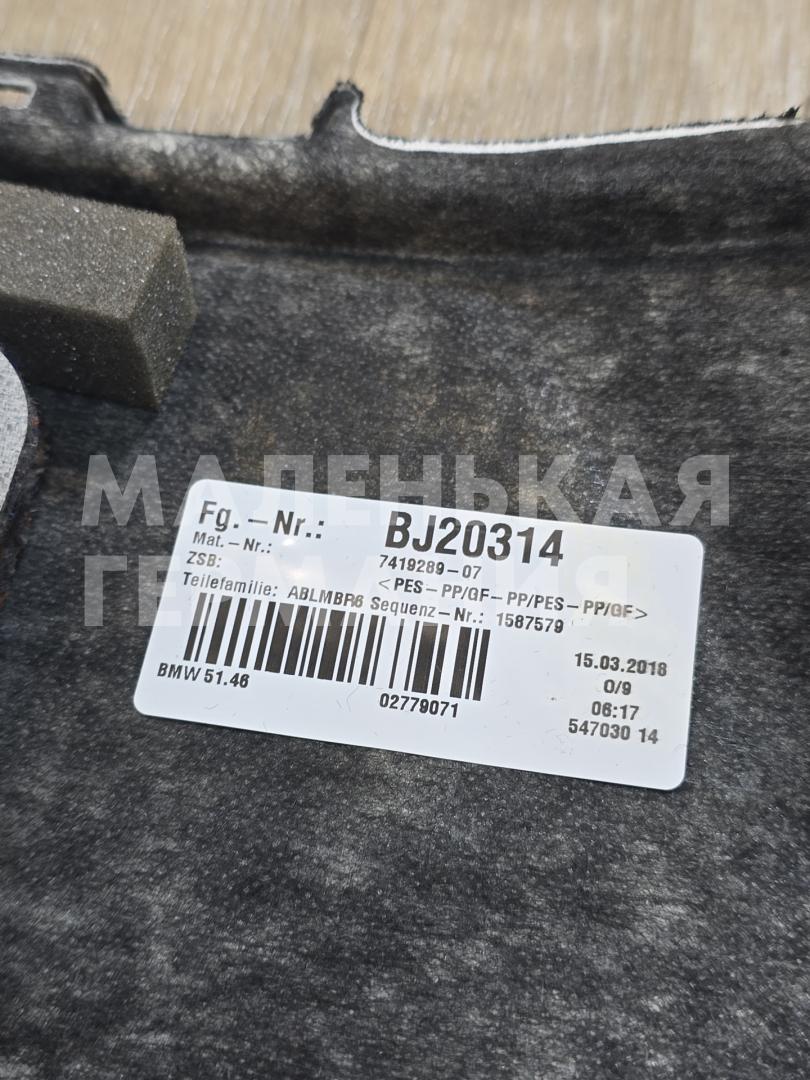 Fg.-Nr.: BJ20314
Mat.-Nr.: 7419289-07
ZSB: <PES-PP/GF-PP/PES-PP/GF>
Teilefamilie: ABLMBR6 Sequenz-Nr.: 1587579
BMW 51.46
02779071
15.03.2018
O/9
06:17
547030 14
МАЛЕНЬКАЯ
ГЕРМАНИЯ